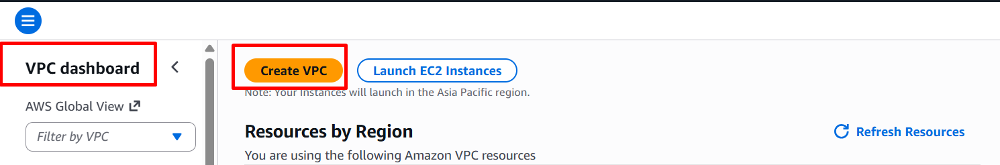 VPC dashboard
AWS Global View
Filter by VPC
Create VPC
Launch EC2 Instances
Note: Your Instances will launch in the Asia Pacific region.
Resources by Region
Refresh Resources
You are using the following Amazon VPC resources